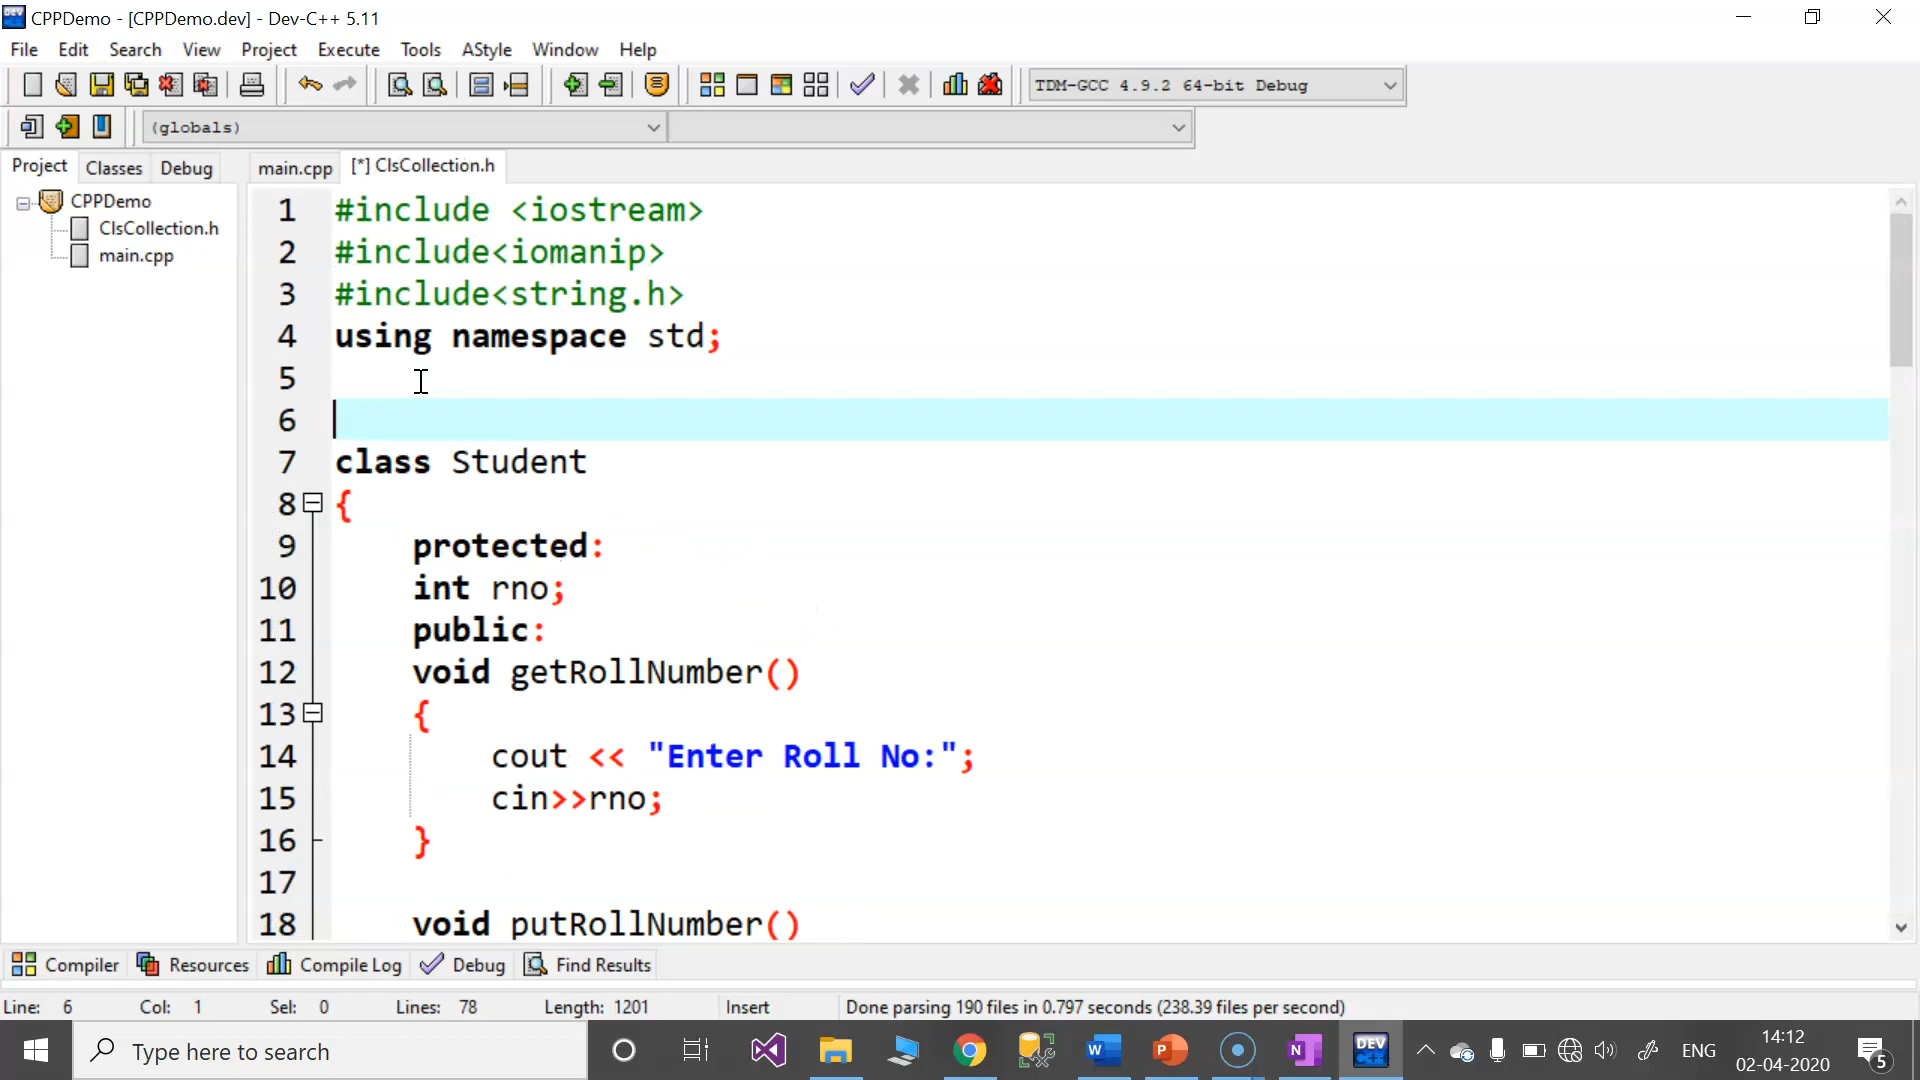 CPPDemo - [CPPDemo.dev] - Dev-C++ 5.11
File Edit Search View Project Execute Tools AStyle Window Help
TDM-GCC 4.9.2 64-bit Debug
(globals)
Project Classes Debug main.cpp [*] ClsCollection.h
CPPDemo
ClsCollection.h
main.cpp
1 #include <iostream>
2 #include<iomanip>
3 #include<string.h>
4 using namespace std;
5
6
7 class Student
8 {
9 protected:
10 int rno;
11 public:
12 void getRollNumber()
13 {
14 cout << "Enter Roll No:";
15 cin>>rno;
16 }
17
18 void putRollNumber()
Compiler Resources Compile Log Debug Find Results
Line: 6 Col: 1 Sel: 0 Lines: 78 Length: 1201 Insert Done parsing 190 files in 0.797 seconds (238.39 files per second)
Type here to search
DEV C++
ENG
14:12
02-04-2020
5